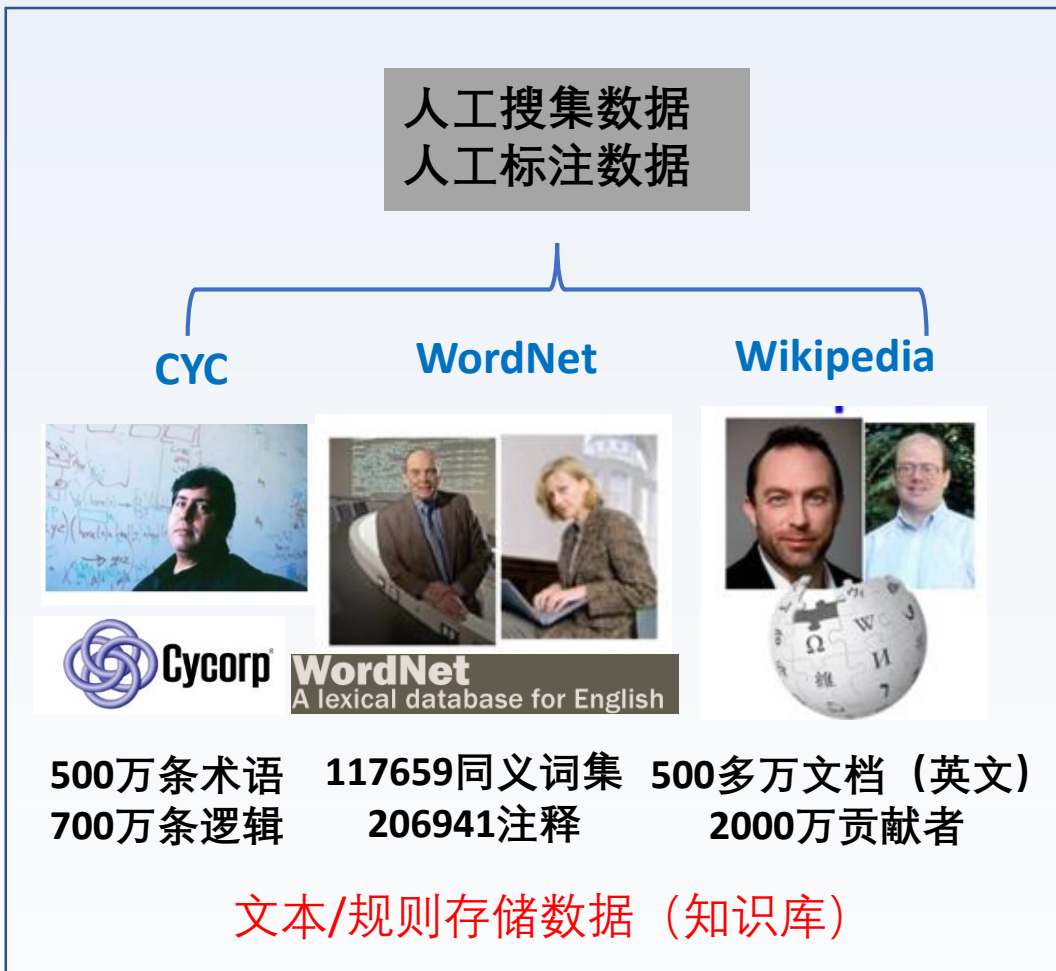 人工搜集数据
人工标注数据
CYC
WordNet
Wikipedia
Cycorp
WordNet
A lexical database for English
Ω
W
И
維
7
500万条术语
700万条逻辑
117659同义词集
206941注释
500多万文档（英文）
2000万贡献者
文本/规则存储数据（知识库）